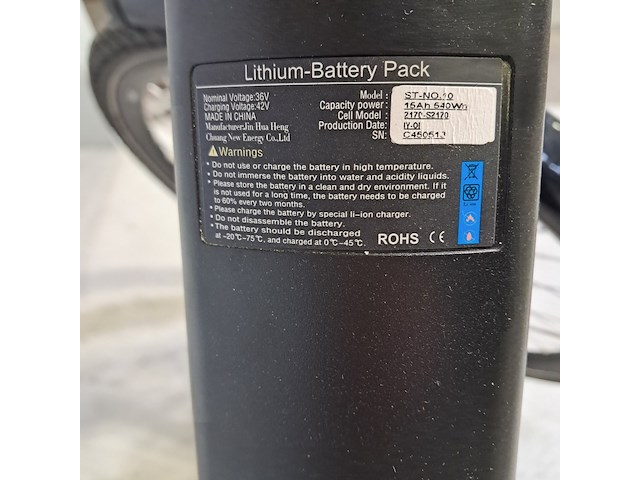 Lithium-Battery Pack
Nominal Voltage:36V
Charging Voltage:42V
MADE IN CHINA
Manufacturer:Jin Hua Heng
Chuang New Energy Co.,Ltd
Model :
Capacity power: 15Ah 540Wh
Cell Model : 2170-S2170
Production Date:
SN:
⚠Warnings
• Do not use or charge the battery in high temperature.
• Do not immerse the battery into water and acidity liquids.
• Please store the battery in a clean and dry environment. If it
is not used for a long time, the battery needs to be charged
to 60% every two months.
• Please charge the battery by special li-ion charger.
• Do not disassemble the battery.
• The battery should be discharged
at -20℃-75℃, and charged at 0℃-45℃.
ROHS CE